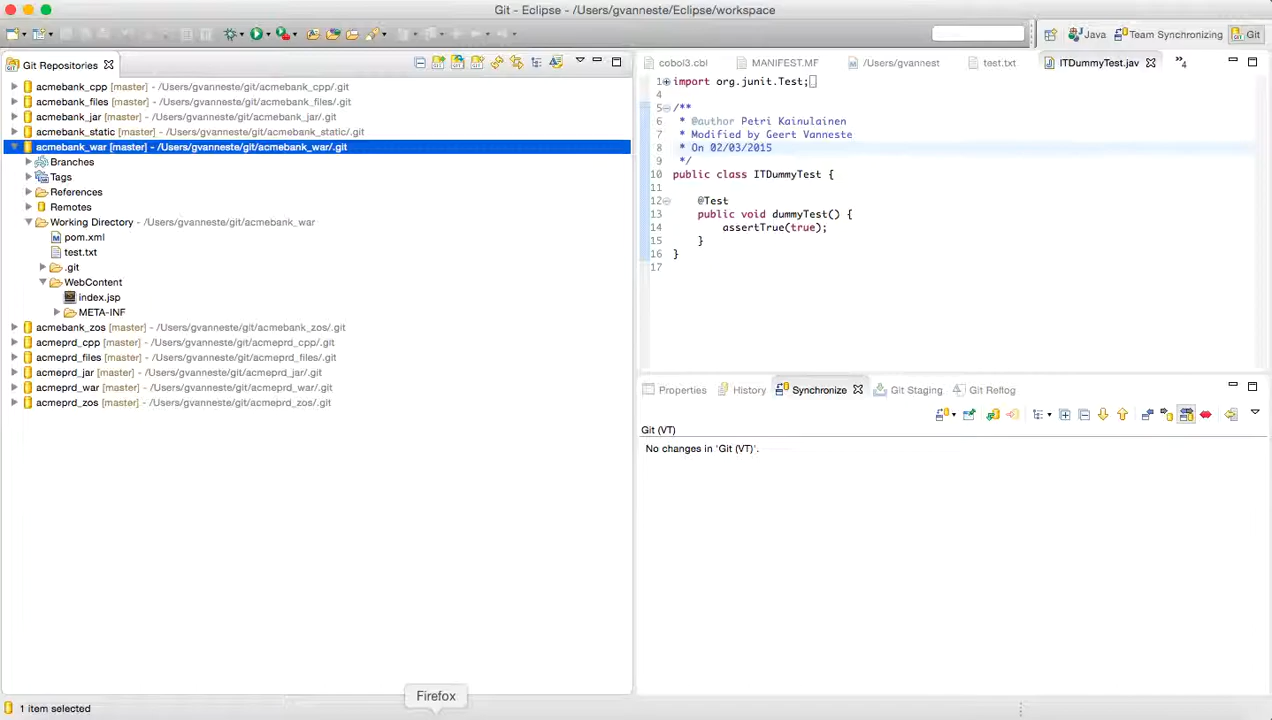 Git - Eclipse - /Users/gvanneste/Eclipse/workspace
Java
Team Synchronizing
Git
Git Repositories
acmebank_cpp [master] - /Users/gvanneste/git/acmebank_cpp/.git
acmebank_files [master] - /Users/gvanneste/git/acmebank_files/.git
acmebank_jar [master] - /Users/gvanneste/git/acmebank_jar/.git
acmebank_static [master] - /Users/gvanneste/git/acmebank_static/.git
acmebank_war [master] - /Users/gvanneste/git/acmebank_war/.git
Branches
Tags
References
Remotes
Working Directory - /Users/gvanneste/git/acmebank_war
pom.xml
test.txt
.git
WebContent
index.jsp
META-INF
acmebank_zos [master] - /Users/gvanneste/git/acmebank_zos/.git
acmeprd_cpp [master] - /Users/gvanneste/git/acmeprd_cpp/.git
acmeprd_files [master] - /Users/gvanneste/git/acmeprd_files/.git
acmeprd_jar [master] - /Users/gvanneste/git/acmeprd_jar/.git
acmeprd_war [master] - /Users/gvanneste/git/acmeprd_war/.git
acmeprd_zos [master] - /Users/gvanneste/git/acmeprd_zos/.git
cobol3.cbl
MANIFEST.MF
/Users/gvannest
test.txt
ITDummyTest.jav
4
1 import org.junit.Test;
4
5 /**
6 * @author Petri Kainulainen
7 * Modified by Geert Vanneste
8 * On 02/03/2015
9 */
10 public class ITDummyTest {
11
12 @Test
13 public void dummyTest() {
14 assertTrue(true);
15 }
16 }
17
Properties
History
Synchronize
Git Staging
Git Reflog
Git (VT)
No changes in 'Git (VT)'.
Firefox
1 item selected